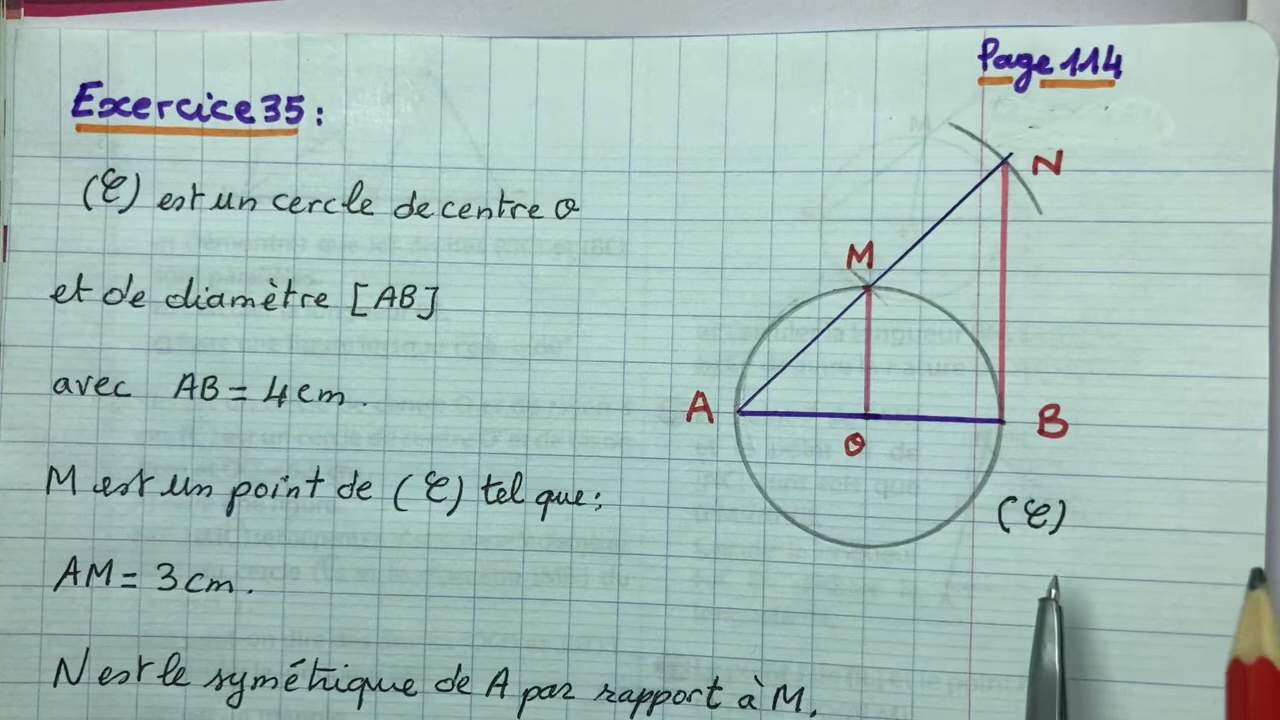 Page 114
Exercice 35 :
(C) est un cercle de centre O
et de diamètre [AB]
avec AB = 4 cm.
M est un point de (C) tel que :
AM = 3 cm.
N est le symétrique de A par rapport à M.
N
M
A
O
B
(C)